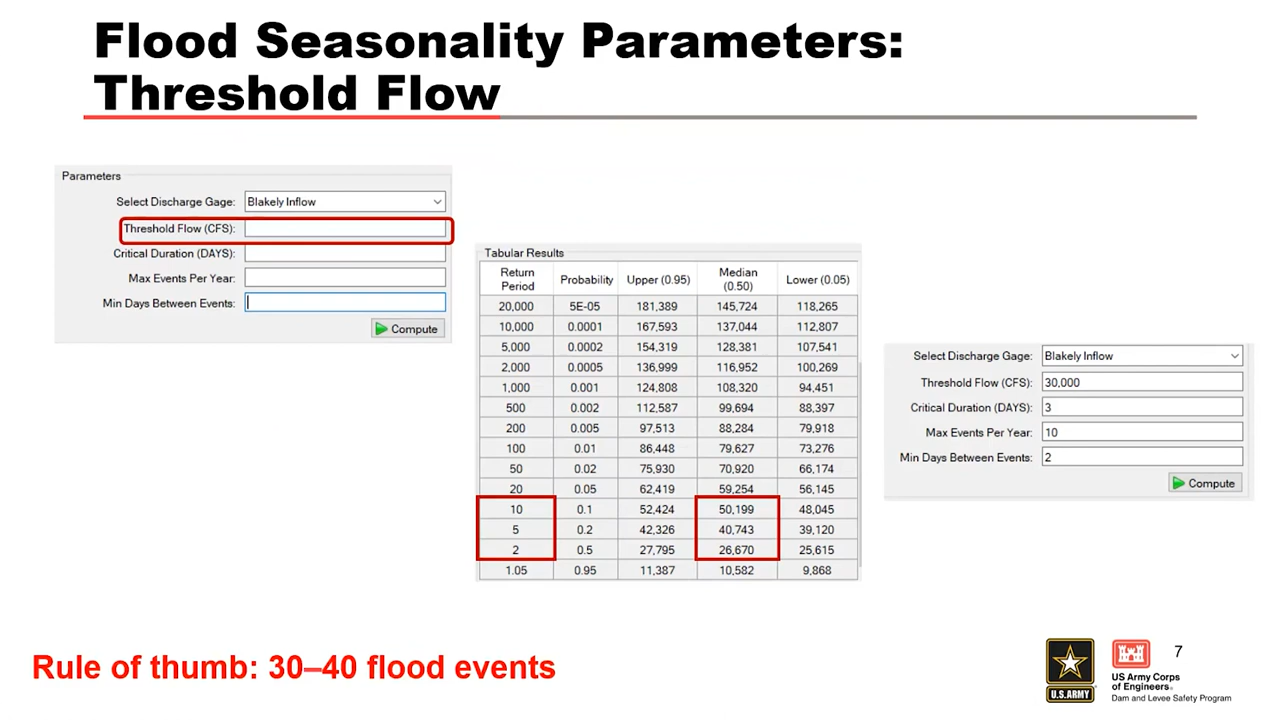 Flood Seasonality Parameters:
Threshold Flow
Parameters
Select Discharge Gage: Blakely Inflow
Threshold Flow (CFS):
Critical Duration (DAYS):
Max Events Per Year:
Min Days Between Events:
Compute
Tabular Results
Return Period Probability Upper (0.95) Median (0.50) Lower (0.05)
20,000 5E-05 181,389 145,724 118,265
10,000 0.0001 167,593 137,044 112,807
5,000 0.0002 154,319 128,381 107,541
2,000 0.0005 136,999 116,952 100,269
1,000 0.001 124,808 108,320 94,451
500 0.002 112,587 99,694 88,397
200 0.005 97,513 88,284 79,918
100 0.01 86,448 79,627 73,276
50 0.02 75,930 70,920 66,174
20 0.05 62,419 59,254 56,145
10 0.1 52,424 50,199 48,045
5 0.2 42,326 40,743 39,120
2 0.5 27,795 26,670 25,615
1.05 0.95 11,387 10,582 9,868
Select Discharge Gage: Blakely Inflow
Threshold Flow (CFS): 30,000
Critical Duration (DAYS): 3
Max Events Per Year: 10
Min Days Between Events: 2
Compute
Rule of thumb: 30–40 flood events
U.S. ARMY
US Army Corps
of Engineers®
Dam and Levee Safety Program
7